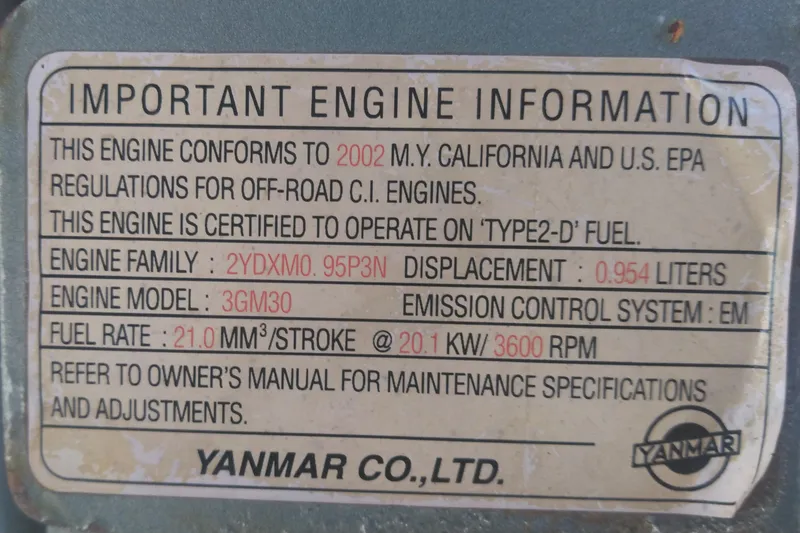 IMPORTANT ENGINE INFORMATION
THIS ENGINE CONFORMS TO 2002 M.Y. CALIFORNIA AND U.S. EPA
REGULATIONS FOR OFF-ROAD C.I. ENGINES.
THIS ENGINE IS CERTIFIED TO OPERATE ON 'TYPE2-D' FUEL.
ENGINE FAMILY : 2YDXM0.95P3N DISPLACEMENT : 0.954 LITERS
ENGINE MODEL : 3GM30 EMISSION CONTROL SYSTEM : EM
FUEL RATE : 21.0 MM³/STROKE @ 20.1 KW/ 3600 RPM
REFER TO OWNER'S MANUAL FOR MAINTENANCE SPECIFICATIONS
AND ADJUSTMENTS.
YANMAR CO.,LTD.
YANMAR